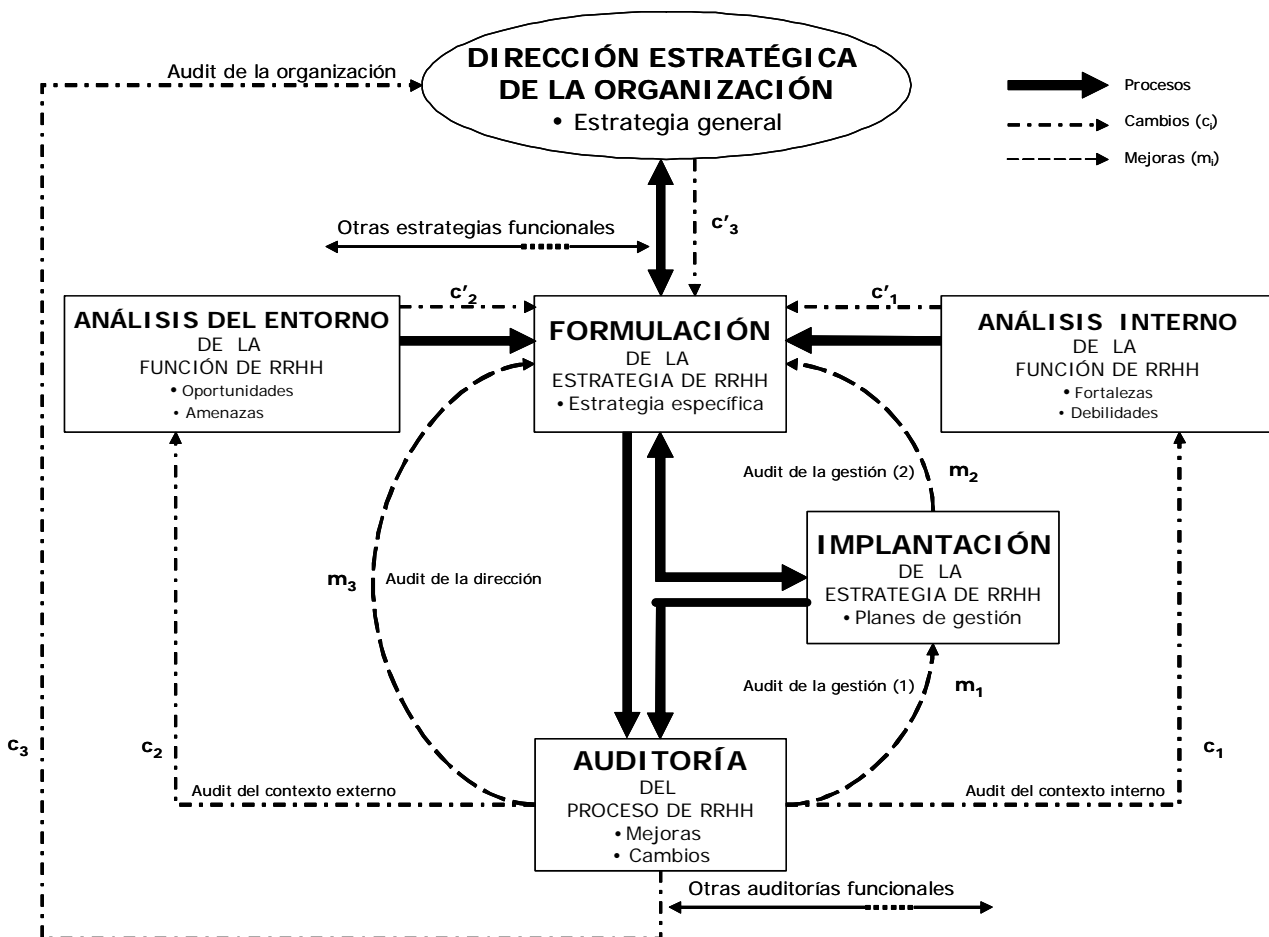 DIRECCIÓN ESTRATÉGICA
DE LA ORGANIZACIÓN
• Estrategia general
Audit de la organización
Procesos
Cambios (ci)
Mejoras (mi)
Otras estrategias funcionales
c'3
c'2
c'1
ANÁLISIS DEL ENTORNO
DE LA
FUNCIÓN DE RRHH
• Oportunidades
• Amenazas
FORMULACIÓN
DE LA
ESTRATEGIA DE RRHH
• Estrategia específica
ANÁLISIS INTERNO
DE LA
FUNCIÓN DE RRHH
• Fortalezas
• Debilidades
Audit de la gestión (2)
m2
IMPLANTACIÓN
DE LA
ESTRATEGIA DE RRHH
• Planes de gestión
m3
Audit de la dirección
Audit de la gestión (1)
m1
c3
c2
c1
AUDITORÍA
DEL
PROCESO DE RRHH
• Mejoras
• Cambios
Audit del contexto externo
Audit del contexto interno
Otras auditorías funcionales